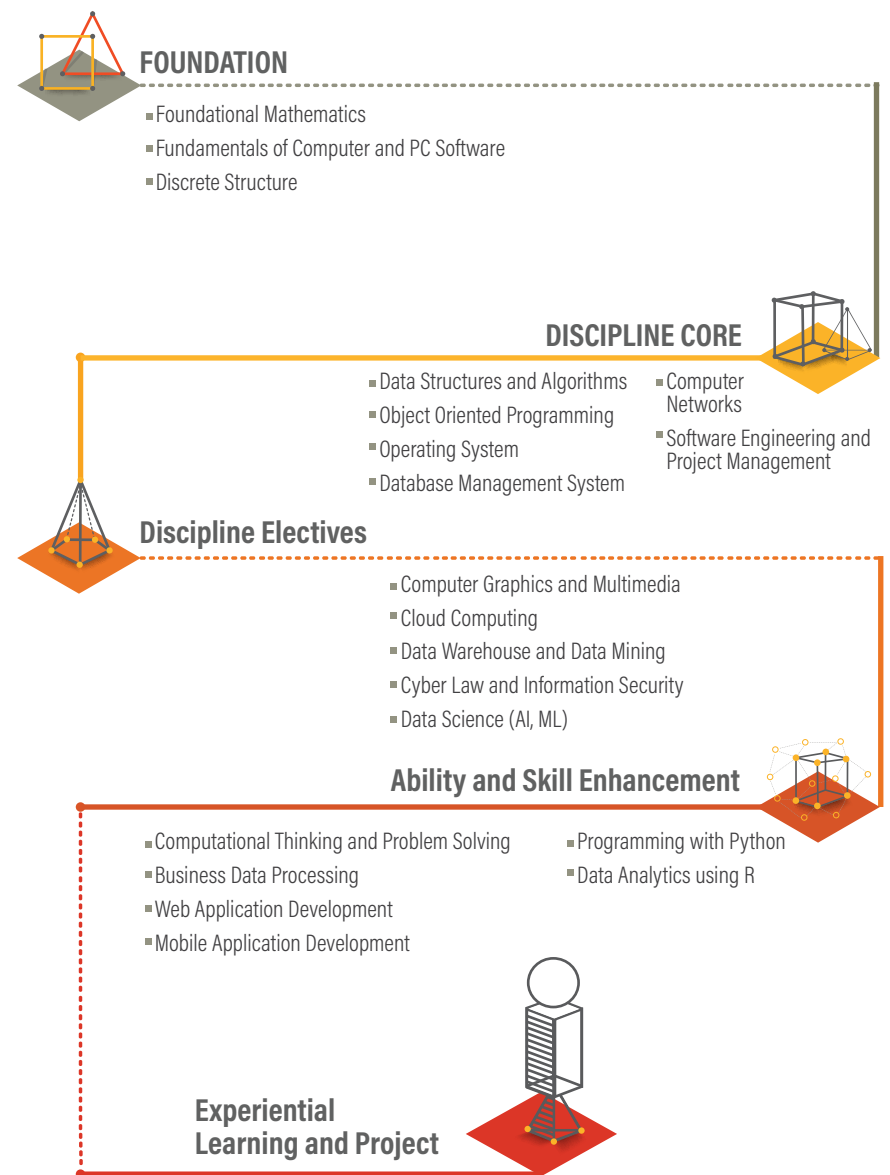 FOUNDATION
Foundational Mathematics
Fundamentals of Computer and PC Software
Discrete Structure
DISCIPLINE CORE
Data Structures and Algorithms
Object Oriented Programming
Operating System
Database Management System
Computer
Networks
Software Engineering and
Project Management
Discipline Electives
Computer Graphics and Multimedia
Cloud Computing
Data Warehouse and Data Mining
Cyber Law and Information Security
Data Science (AI, ML)
Ability and Skill Enhancement
Computational Thinking and Problem Solving
Business Data Processing
Web Application Development
Mobile Application Development
Programming with Python
Data Analytics using R
Experiential
Learning and Project